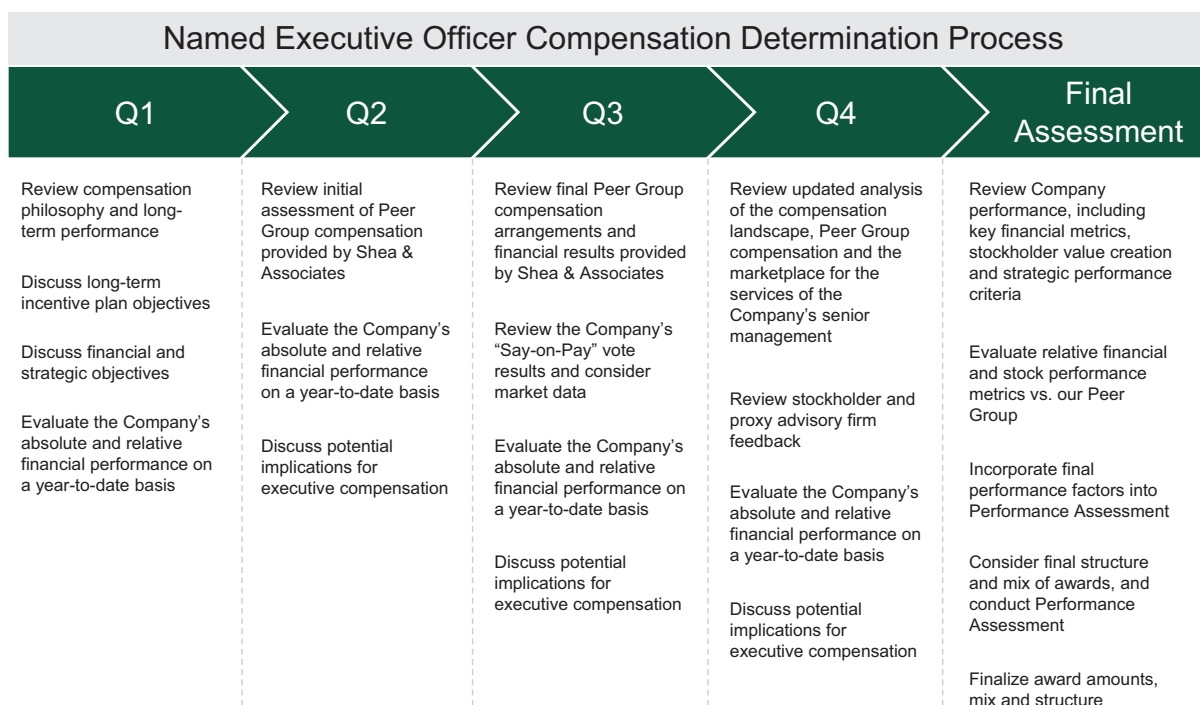 Named Executive Officer Compensation Determination Process
Q1
Q2
Q3
Q4
Final
Assessment
Review compensation
philosophy and long-
term performance
Discuss long-term
incentive plan objectives
Discuss financial and
strategic objectives
Evaluate the Company’s
absolute and relative
financial performance on
a year-to-date basis
Review initial
assessment of Peer
Group compensation
provided by Shea &
Associates
Evaluate the Company’s
absolute and relative
financial performance
on a year-to-date basis
Discuss potential
implications for
executive compensation
Review final Peer Group
compensation
arrangements and
financial results provided
by Shea & Associates
Review the Company’s
“Say-on-Pay” vote
results and consider
market data
Evaluate the Company’s
absolute and relative
financial performance on
a year-to-date basis
Discuss potential
implications for
executive compensation
Review updated analysis
of the compensation
landscape, Peer Group
compensation and the
marketplace for the
services of the
Company’s senior
management
Review stockholder and
proxy advisory firm
feedback
Evaluate the Company’s
absolute and relative
financial performance on
a year-to-date basis
Discuss potential
implications for
executive compensation
Review Company
performance, including
key financial metrics,
stockholder value creation
and strategic performance
criteria
Evaluate relative financial
and stock performance
metrics vs. our Peer
Group
Incorporate final
performance factors into
Performance Assessment
Consider final structure
and mix of awards, and
conduct Performance
Assessment
Finalize award amounts,
mix and structure